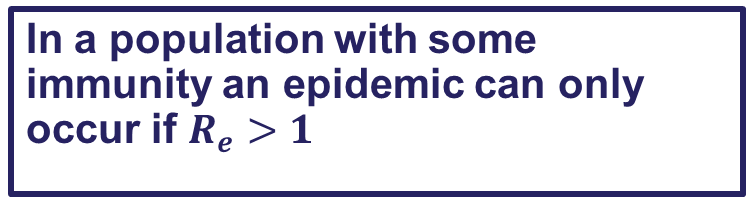 In a population with some
immunity an epidemic can only
occur if Rₑ > 1